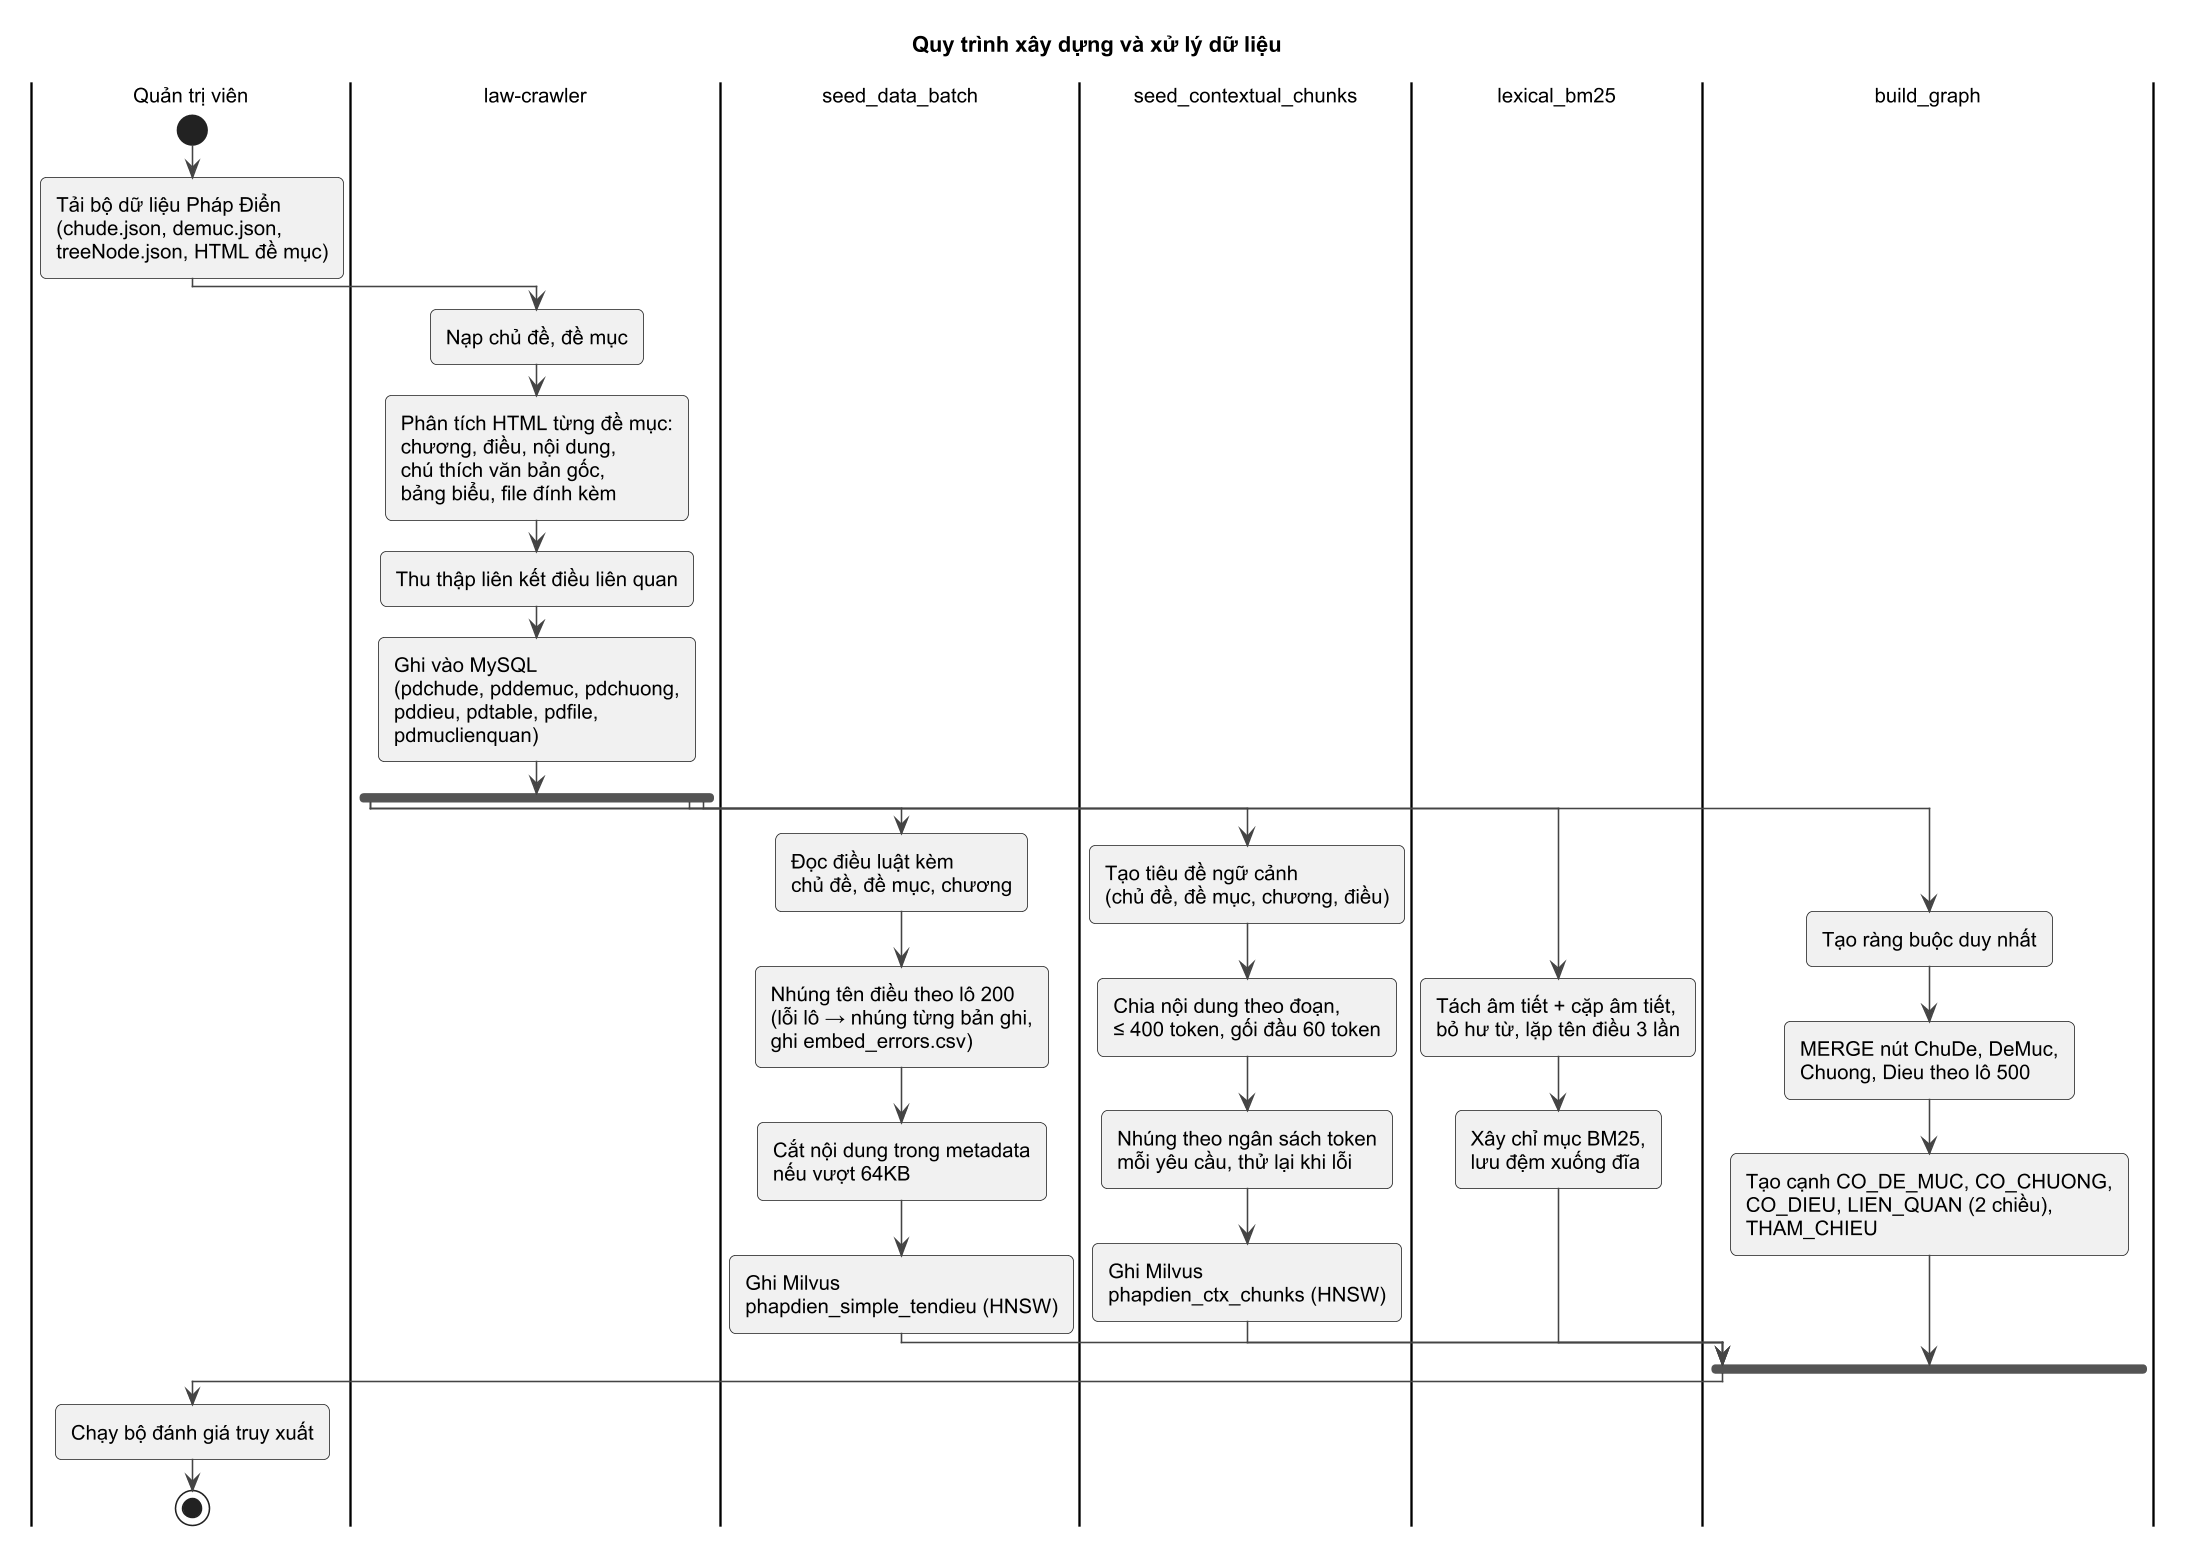 Quy trình xây dựng và xử lý dữ liệu
Quản trị viên
law-crawler
seed_data_batch
seed_contextual_chunks
lexical_bm25
build_graph
Tải bộ dữ liệu Pháp Điển
(chude.json, demuc.json,
treeNode.json, HTML đề mục)
Nạp chủ đề, đề mục
Phân tích HTML từng đề mục:
chương, điều, nội dung,
chú thích văn bản gốc,
bảng biểu, file đính kèm
Thu thập liên kết điều liên quan
Ghi vào MySQL
(pdchude, pddemuc, pdchuong,
pddieu, pdtable, pdfile,
pdmuclienquan)
Đọc điều luật kèm
chủ đề, đề mục, chương
Nhúng tên điều theo lô 200
(lỗi lô → nhúng từng bản ghi,
ghi embed_errors.csv)
Cắt nội dung trong metadata
nếu vượt 64KB
Ghi Milvus
phapdien_simple_tendieu (HNSW)
Tạo tiêu đề ngữ cảnh
(chủ đề, đề mục, chương, điều)
Chia nội dung theo đoạn,
≤ 400 token, gối đầu 60 token
Nhúng theo ngân sách token
mỗi yêu cầu, thử lại khi lỗi
Ghi Milvus
phapdien_ctx_chunks (HNSW)
Tách âm tiết + cặp âm tiết,
bỏ hư từ, lặp tên điều 3 lần
Xây chỉ mục BM25,
lưu đệm xuống đĩa
Tạo ràng buộc duy nhất
MERGE nút ChuDe, DeMuc,
Chuong, Dieu theo lô 500
Tạo cạnh CO_DE_MUC, CO_CHUONG,
CO_DIEU, LIEN_QUAN (2 chiều),
THAM_CHIEU
Chạy bộ đánh giá truy xuất